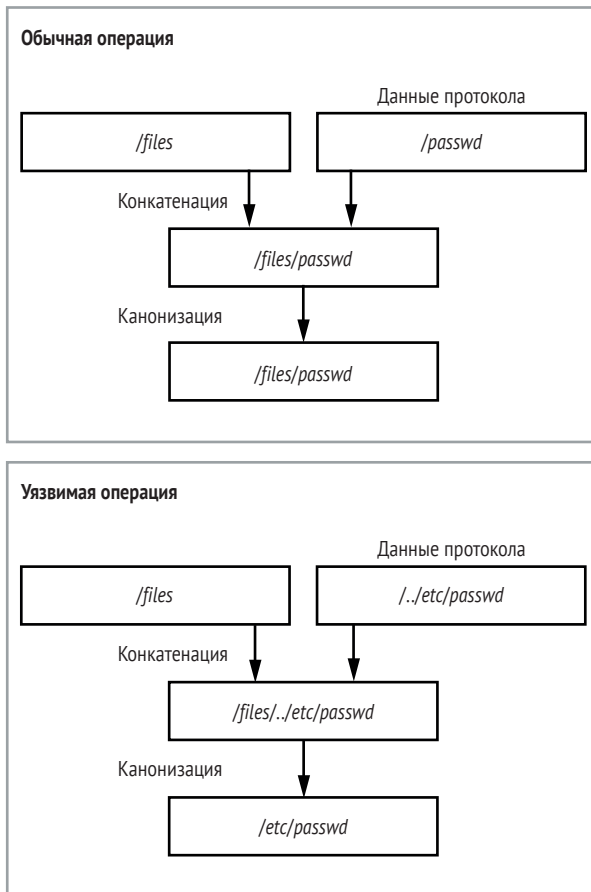 Обычная операция
Данные протокола
/files
/passwd
Конкатенация
/files/passwd
Канонизация
/files/passwd
Уязвимая операция
Данные протокола
/files
/../etc/passwd
Конкатенация
/files/../etc/passwd
Канонизация
/etc/passwd